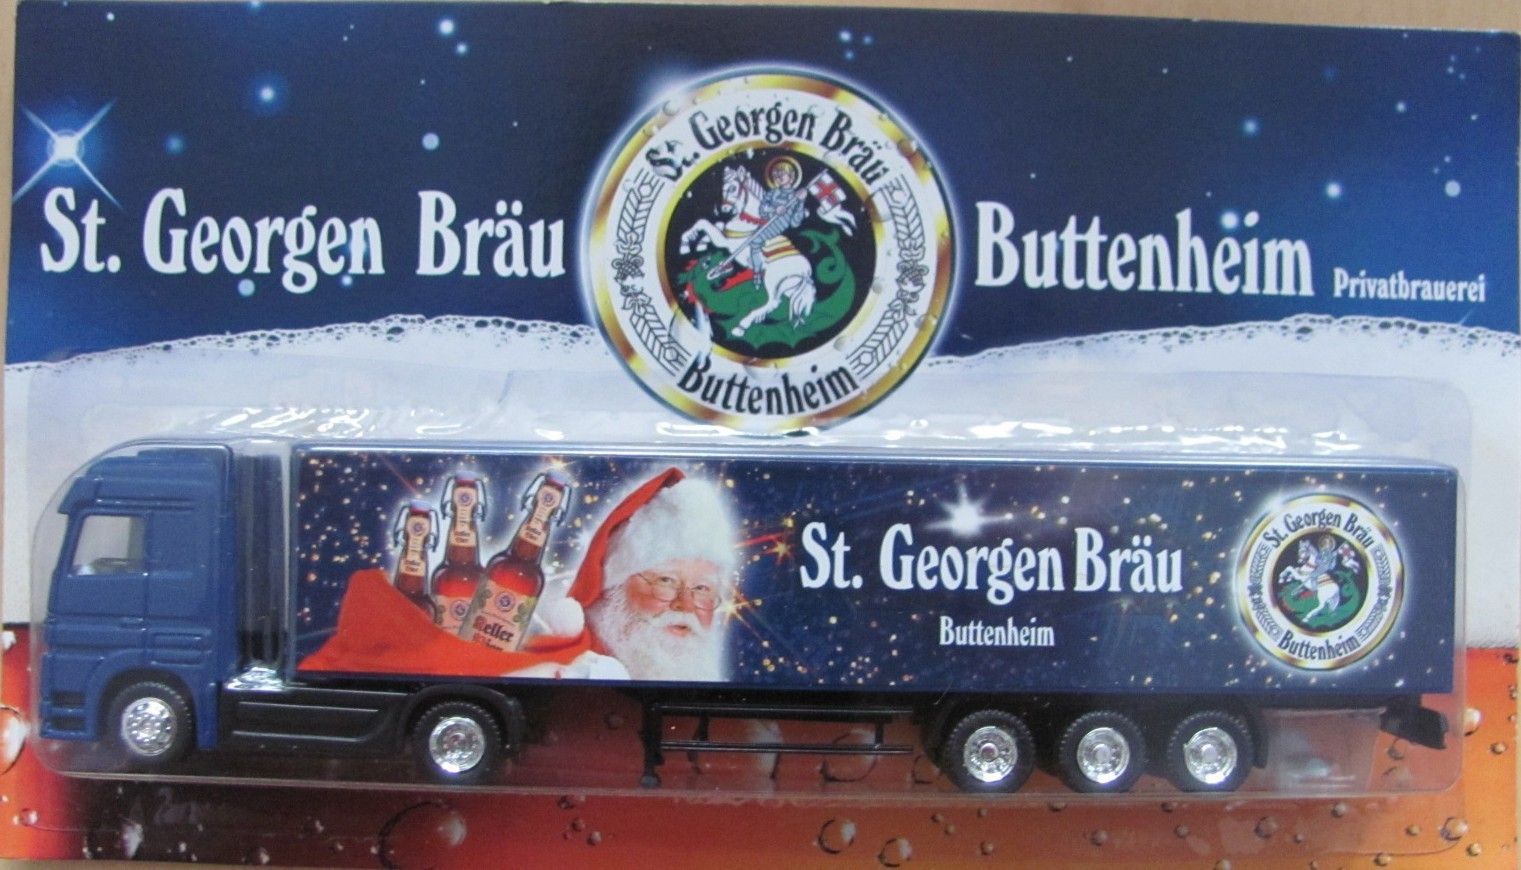 St. Georgen Bräu
St. Georgen Bräu
Buttenheim
Buttenheim Privatbrauerei
Keller
St. Georgen Bräu
Buttenheim
St. Georgen Bräu
Buttenheim